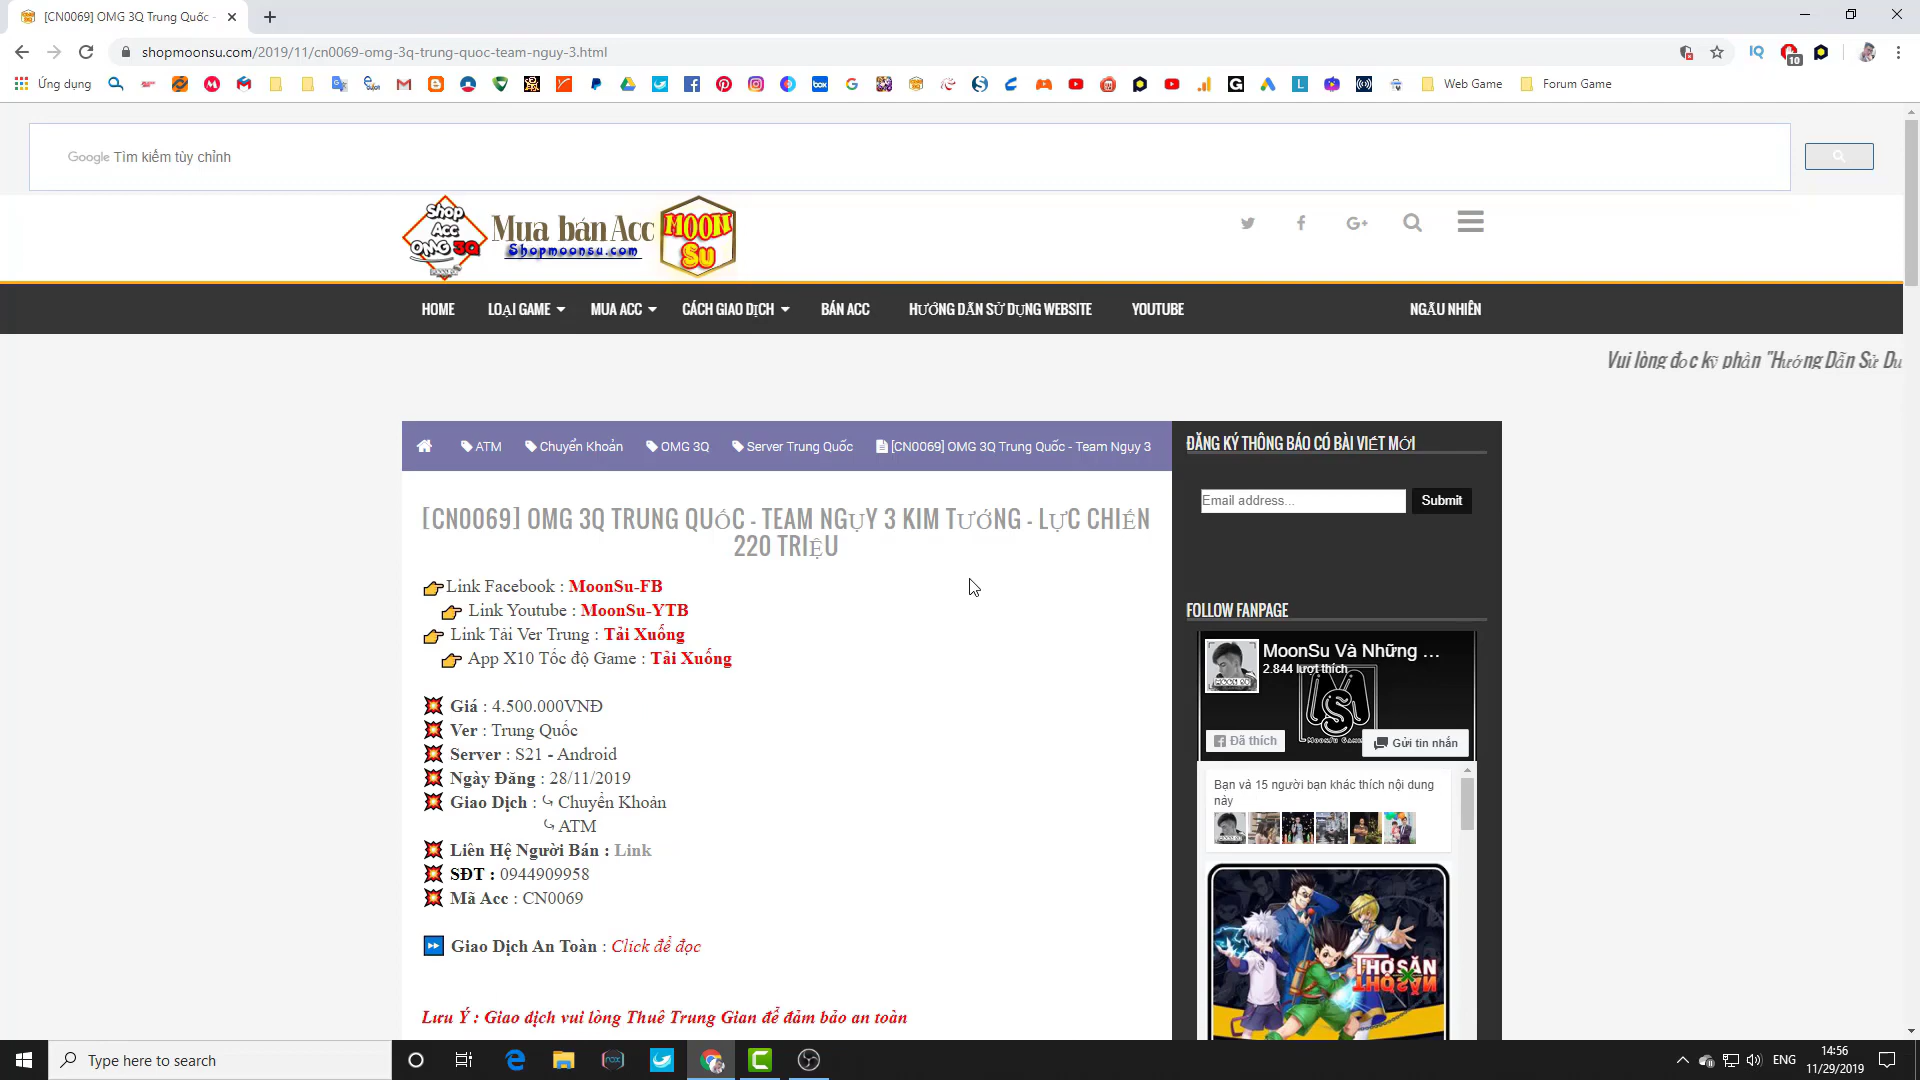 [CN0069] OMG 3Q Trung Quốc -
shopmoonsu.com/2019/11/cn0069-omg-3q-trung-quoc-team-nguy-3.html
10
Ứng dụng
Web Game
Forum Game
Google Tìm kiếm tùy chỉnh
Shop Acc OMG 3Q
Mua bán Acc
Shopmoonsu.com
MOON Su
HOME LOẠI GAME MUA ACC CÁCH GIAO DỊCH BÁN ACC HƯỚNG DẪN SỬ DỤNG WEBSITE YOUTUBE NGẪU NHIÊN
Vui lòng đọc kỹ phần "Hướng Dẫn Sử Dụ
ATM Chuyển Khoản OMG 3Q Server Trung Quốc [CN0069] OMG 3Q Trung Quốc - Team Ngụy 3
[CN0069] OMG 3Q TRUNG QUỐC - TEAM NGỤY 3 KIM TƯỚNG - LỰC CHIẾN
220 TRIỆU
Link Facebook : MoonSu-FB
Link Youtube : MoonSu-YTB
Link Tải Ver Trung : Tải Xuống
App X10 Tốc độ Game : Tải Xuống
Giá : 4.500.000VNĐ
Ver : Trung Quốc
Server : S21 - Android
Ngày Đăng : 28/11/2019
Giao Dịch : ⤷ Chuyển Khoản
⤷ ATM
Liên Hệ Người Bán : Link
SĐT : 0944909958
Mã Acc : CN0069
Giao Dịch An Toàn : Click để đọc
Lưu Ý : Giao dịch vui lòng Thuê Trung Gian để đảm bảo an toàn
ĐĂNG KÝ THÔNG BÁO CÓ BÀI VIẾT MỚI
Email address...
Submit
FOLLOW FANPAGE
MoonSu Và Những ...
2.844 lượt thích
Đã thích
Gửi tin nhắn
Bạn và 15 người bạn khác thích nội dung
này
THỢ SĂN
Type here to search
ENG
14:56
11/29/2019